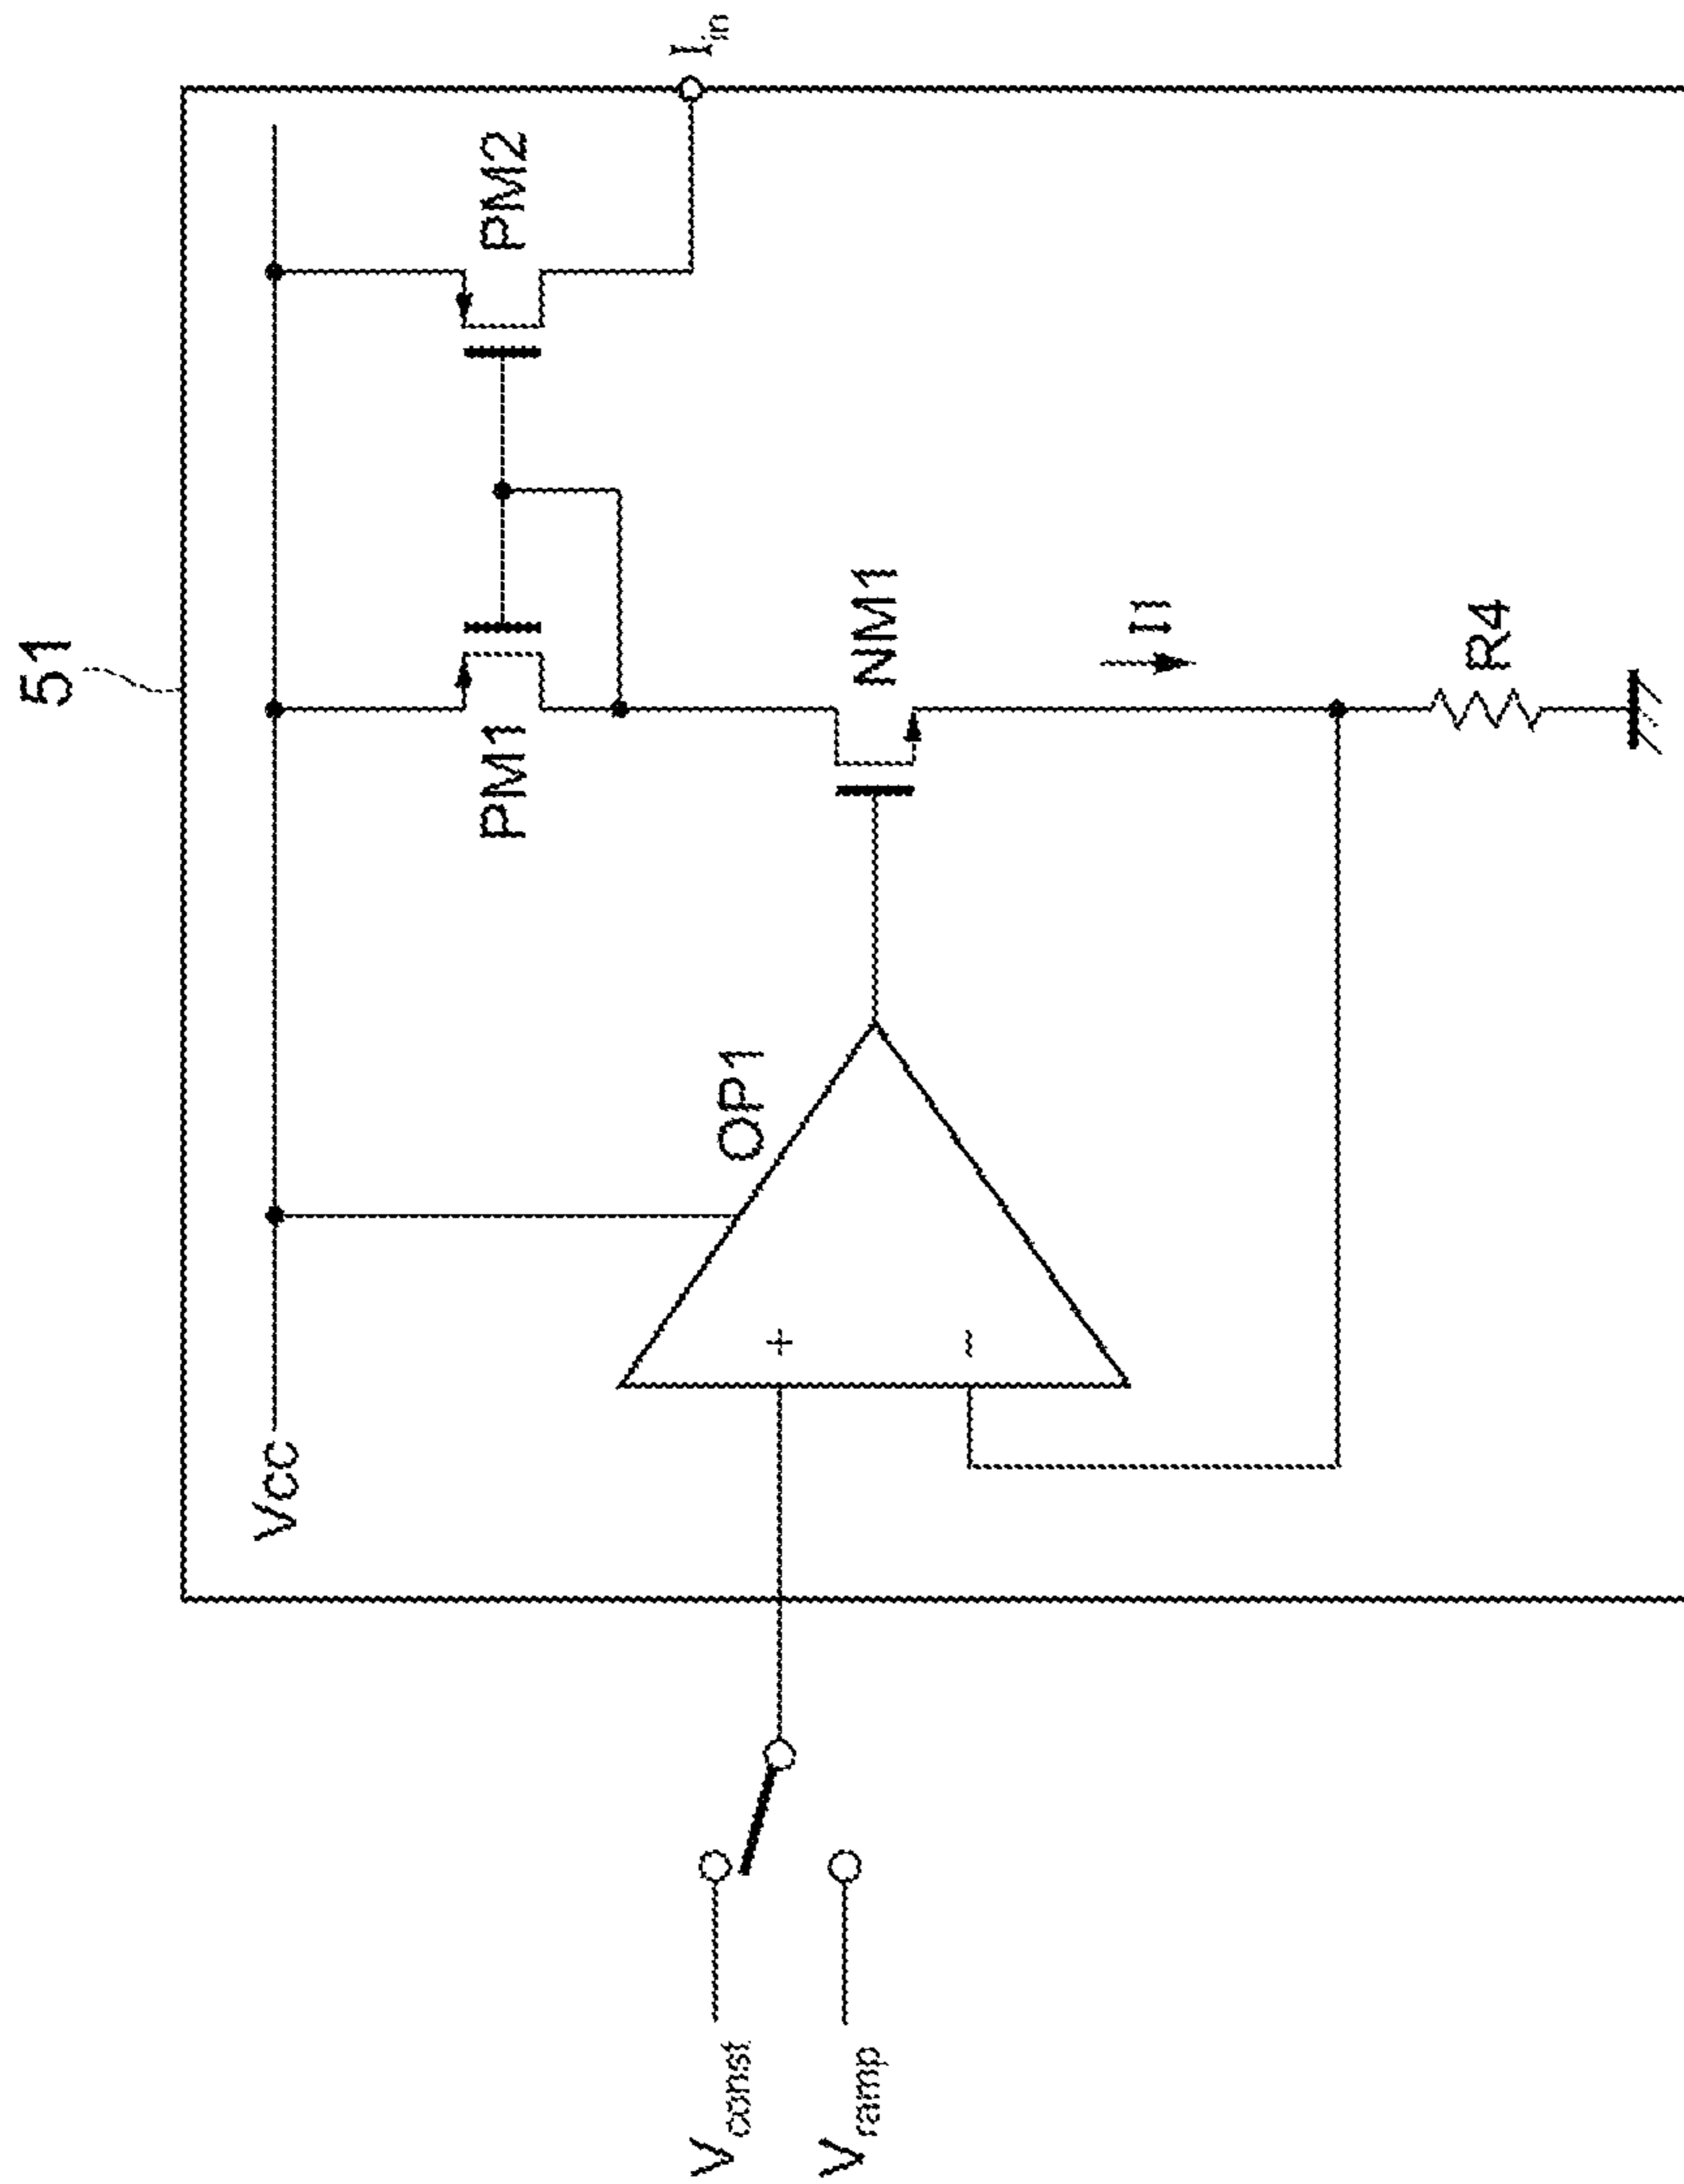 51
Vcc
PM1
PM2
Iin
OP1
+
−
NM1
I1
R4
Vconst
Vramp